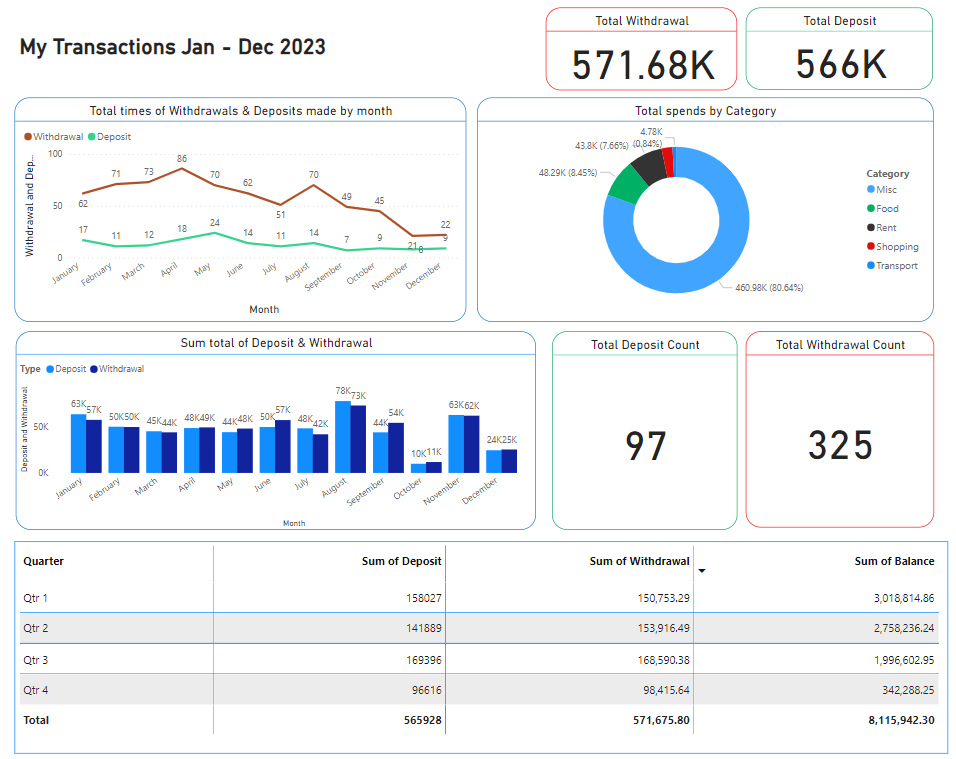 My Transactions Jan - Dec 2023
Total Withdrawal
571.68K
Total Deposit
566K
Total times of Withdrawals & Deposits made by month
Withdrawal Deposit
Withdrawal and Dep...
100
50
0
62 71 73 86 70 62 51 70 49 45 21 22
17 11 12 18 24 14 11 14 7 9 8 9
January February March April May June July August September October November December
Month
Total spends by Category
4.78K
(0.84%)
43.8K (7.66%)
48.29K (8.45%)
460.98K (80.64%)
Category
Misc
Food
Rent
Shopping
Transport
Sum total of Deposit & Withdrawal
Type Deposit Withdrawal
Deposit and Withdrawal
50K
0K
63K 57K 50K 50K 45K 44K 48K 49K 44K 48K 50K 57K 48K 42K 78K 73K 44K 54K 10K 11K 63K 62K 24K 25K
January February March April May June July August September October November December
Month
Total Deposit Count
97
Total Withdrawal Count
325
Quarter Sum of Deposit Sum of Withdrawal Sum of Balance
Qtr 1 158027 150,753.29 3,018,814.86
Qtr 2 141889 153,916.49 2,758,236.24
Qtr 3 169396 168,590.38 1,996,602.95
Qtr 4 96616 98,415.64 342,288.25
Total 565928 571,675.80 8,115,942.30